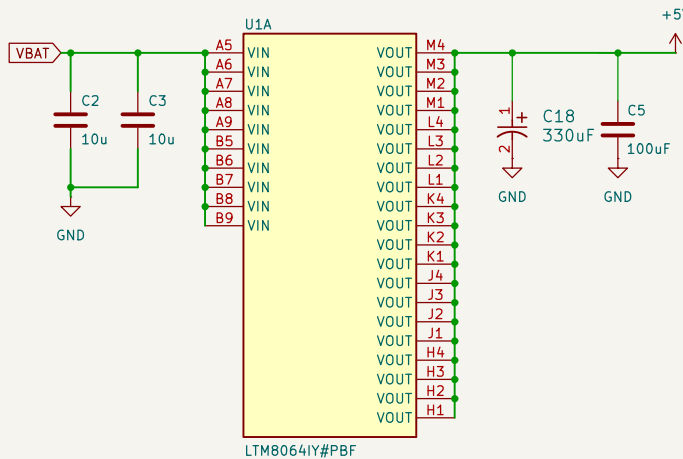 +5V
U1A
VBAT
A5 VIN VOUT M4
A6 VIN VOUT M3
A7 VIN VOUT M2
A8 VIN VOUT M1
A9 VIN VOUT L4
B5 VIN VOUT L3
B6 VIN VOUT L2
B7 VIN VOUT L1
B8 VIN VOUT K4
B9 VIN VOUT K3
VOUT K2
VOUT K1
VOUT J4
VOUT J3
VOUT J2
VOUT J1
VOUT H4
VOUT H3
VOUT H2
VOUT H1
C2
10u
C3
10u
GND
1
+
2
C18
330uF
GND
C5
100uF
GND
LTM8064IY#PBF